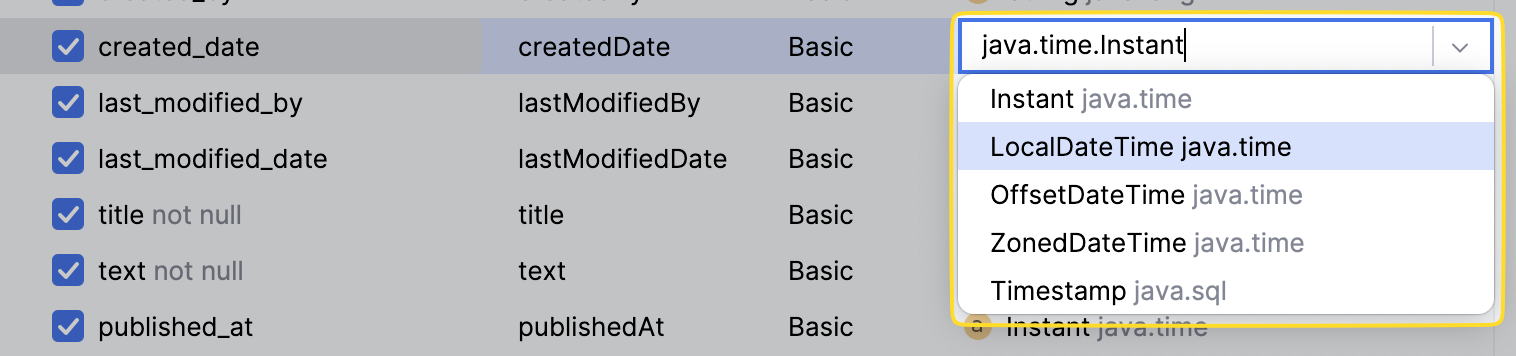 created_date createdDate Basic java.time.Instant
Instant java.time
last_modified_by lastModifiedBy Basic
LocalDateTime java.time
last_modified_date lastModifiedDate Basic
OffsetDateTime java.time
title not null title Basic
ZonedDateTime java.time
text not null text Basic
Timestamp java.sql
published_at publishedAt Basic a Instant java.time